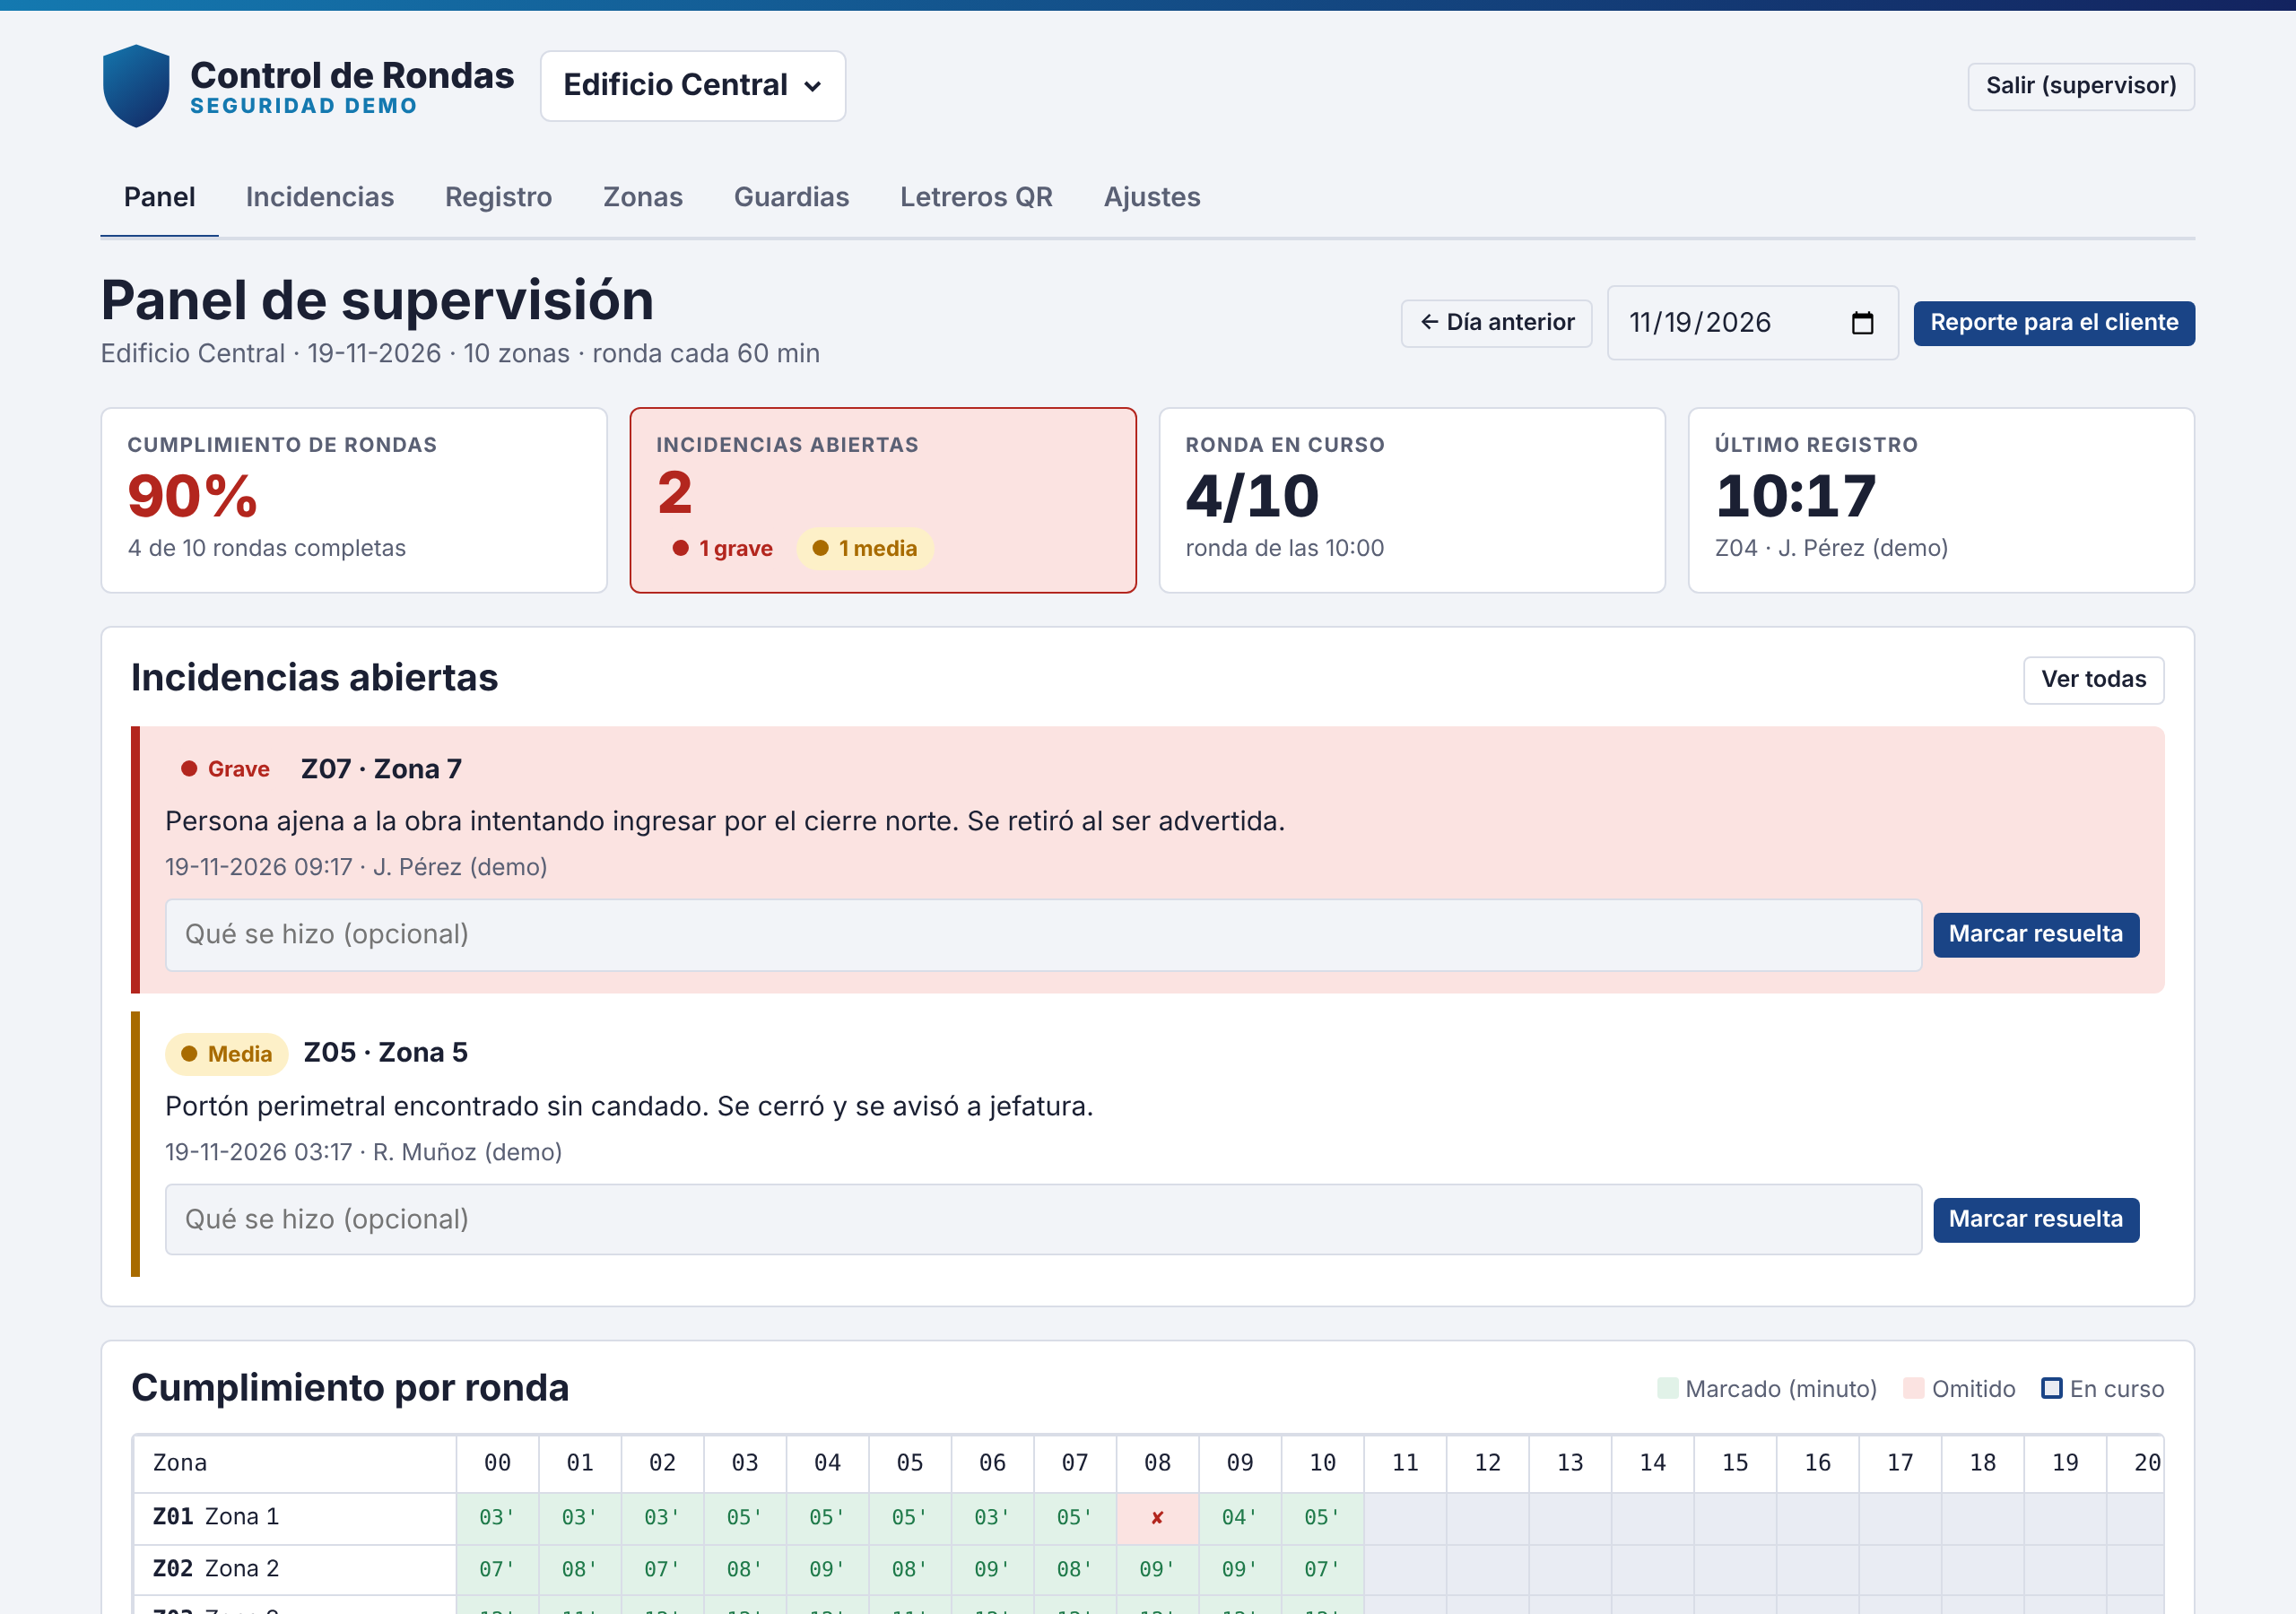 Control de Rondas
SEGURIDAD DEMO
Edificio Central
Salir (supervisor)
Panel Incidencias Registro Zonas Guardias Letreros QR Ajustes
Panel de supervisión
Edificio Central · 19-11-2026 · 10 zonas · ronda cada 60 min
← Día anterior
11/19/2026
Reporte para el cliente
CUMPLIMIENTO DE RONDAS
90%
4 de 10 rondas completas
INCIDENCIAS ABIERTAS
2
1 grave 1 media
RONDA EN CURSO
4/10
ronda de las 10:00
ÚLTIMO REGISTRO
10:17
Z04 · J. Pérez (demo)
Incidencias abiertas
Ver todas
Grave Z07 · Zona 7
Persona ajena a la obra intentando ingresar por el cierre norte. Se retiró al ser advertida.
19-11-2026 09:17 · J. Pérez (demo)
Qué se hizo (opcional)
Marcar resuelta
Media Z05 · Zona 5
Portón perimetral encontrado sin candado. Se cerró y se avisó a jefatura.
19-11-2026 03:17 · R. Muñoz (demo)
Qué se hizo (opcional)
Marcar resuelta
Cumplimiento por ronda
Marcado (minuto) Omitido En curso
Zona 00 01 02 03 04 05 06 07 08 09 10 11 12 13 14 15 16 17 18 19 20
Z01 Zona 1 03' 03' 03' 05' 05' 05' 03' 05' ✘ 04' 05'
Z02 Zona 2 07' 08' 07' 08' 09' 08' 09' 08' 09' 09' 07'